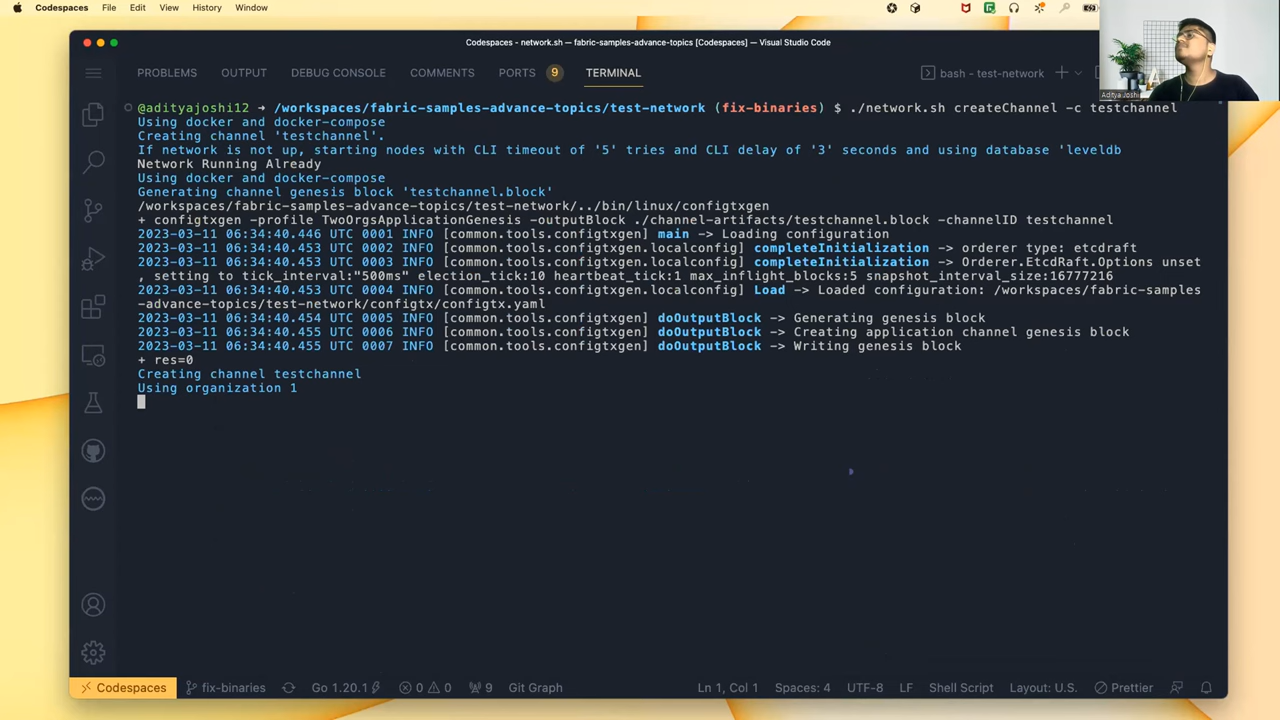 Codespaces File Edit View History Window
Codespaces - network.sh — fabric-samples-advance-topics [Codespaces] — Visual Studio Code
PROBLEMS OUTPUT DEBUG CONSOLE COMMENTS PORTS 9 TERMINAL bash - test-network
Aditya Joshi
@adityajoshi12 → /workspaces/fabric-samples-advance-topics/test-network (fix-binaries) $ ./network.sh createChannel -c testchannel
Using docker and docker-compose
Creating channel 'testchannel'.
If network is not up, starting nodes with CLI timeout of '5' tries and CLI delay of '3' seconds and using database 'leveldb
Network Running Already
Using docker and docker-compose
Generating channel genesis block 'testchannel.block'
/workspaces/fabric-samples-advance-topics/test-network/../bin/linux/configtxgen
+ configtxgen -profile TwoOrgsApplicationGenesis -outputBlock ./channel-artifacts/testchannel.block -channelID testchannel
2023-03-11 06:34:40.446 UTC 0001 INFO [common.tools.configtxgen] main -> Loading configuration
2023-03-11 06:34:40.453 UTC 0002 INFO [common.tools.configtxgen.localconfig] completeInitialization -> orderer type: etcdraft
2023-03-11 06:34:40.453 UTC 0003 INFO [common.tools.configtxgen.localconfig] completeInitialization -> Orderer.EtcdRaft.Options unset
, setting to tick_interval:"500ms" election_tick:10 heartbeat_tick:1 max_inflight_blocks:5 snapshot_interval_size:16777216
2023-03-11 06:34:40.453 UTC 0004 INFO [common.tools.configtxgen.localconfig] Load -> Loaded configuration: /workspaces/fabric-samples
-advance-topics/test-network/configtx/configtx.yaml
2023-03-11 06:34:40.454 UTC 0005 INFO [common.tools.configtxgen] doOutputBlock -> Generating genesis block
2023-03-11 06:34:40.455 UTC 0006 INFO [common.tools.configtxgen] doOutputBlock -> Creating application channel genesis block
2023-03-11 06:34:40.455 UTC 0007 INFO [common.tools.configtxgen] doOutputBlock -> Writing genesis block
+ res=0
Creating channel testchannel
Using organization 1
Codespaces fix-binaries Go 1.20.1 0 0 9 Git Graph Ln 1, Col 1 Spaces: 4 UTF-8 LF Shell Script Layout: U.S. Prettier